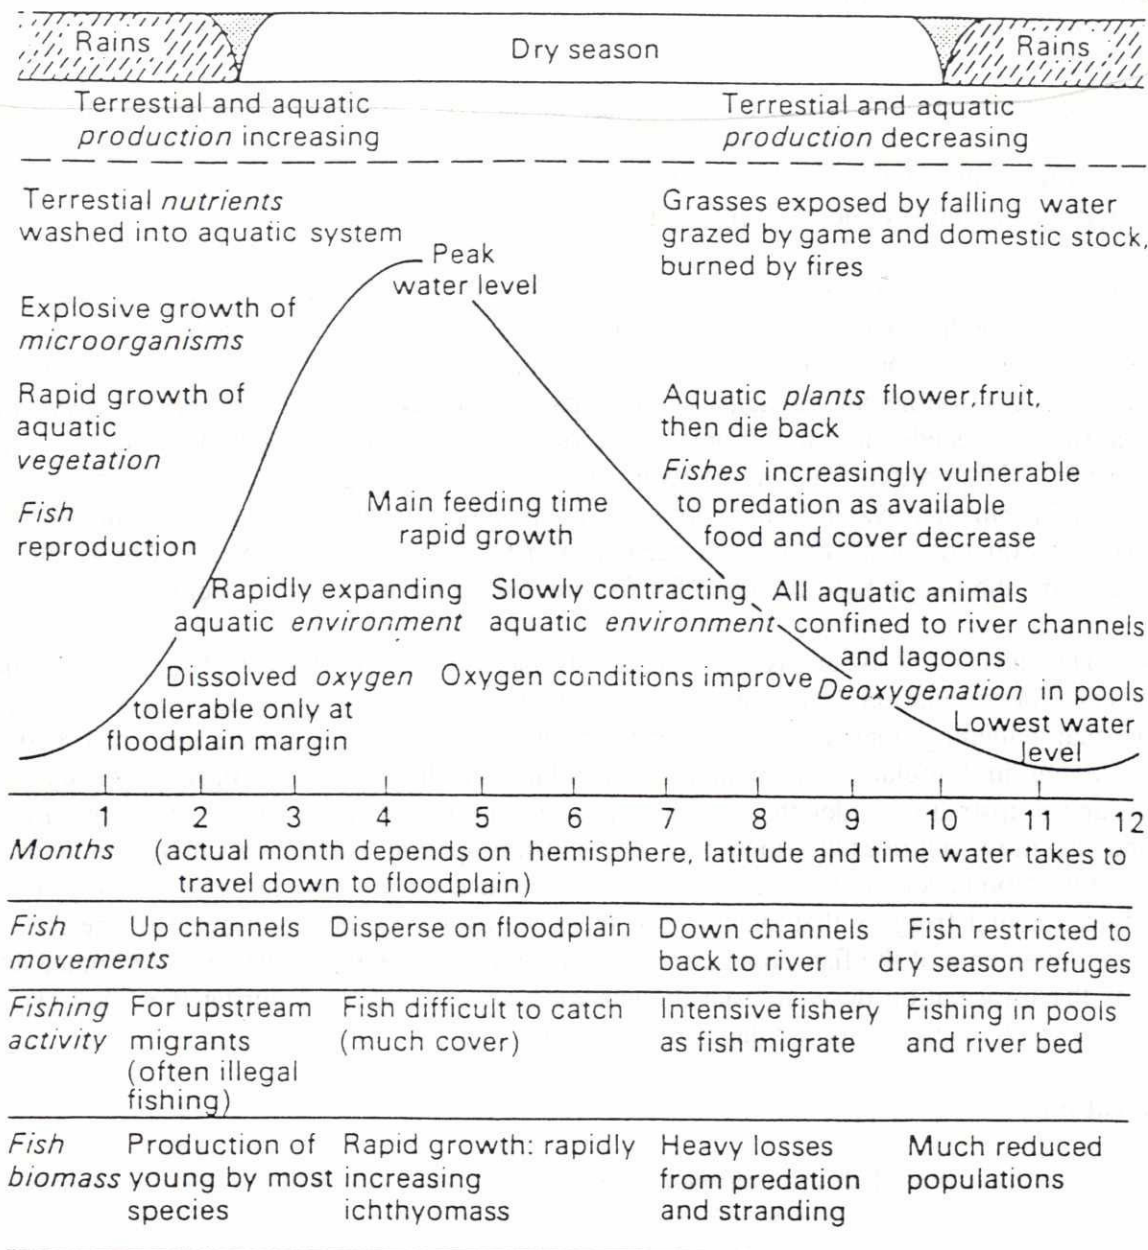 Rains
Dry season
Rains
Terrestial and aquatic
production increasing
Terrestial and aquatic
production decreasing
Terrestial nutrients
washed into aquatic system
Peak
water level
Grasses exposed by falling water
grazed by game and domestic stock,
burned by fires
Explosive growth of
microorganisms
Rapid growth of
aquatic
vegetation
Aquatic plants flower,fruit,
then die back
Fish
reproduction
Main feeding time
rapid growth
Fishes increasingly vulnerable
to predation as available
food and cover decrease
Rapidly expanding
aquatic environment
Slowly contracting
aquatic environment
All aquatic animals
confined to river channels
and lagoons
Dissolved oxygen
tolerable only at
floodplain margin
Oxygen conditions improve
Deoxygenation in pools
Lowest water
level
1 2 3 4 5 6 7 8 9 10 11 12
Months (actual month depends on hemisphere, latitude and time water takes to
travel down to floodplain)
Fish
movements
Up channels
Disperse on floodplain
Down channels
back to river
Fish restricted to
dry season refuges
Fishing
activity
For upstream
migrants
(often illegal
fishing)
Fish difficult to catch
(much cover)
Intensive fishery
as fish migrate
Fishing in pools
and river bed
Fish
biomass
Production of
young by most
species
Rapid growth: rapidly
increasing
ichthyomass
Heavy losses
from predation
and stranding
Much reduced
populations